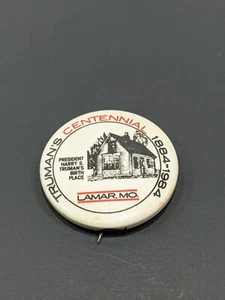 TRUMAN'S CENTENNIAL 1884-1984
PRESIDENT
HARRY S.
TRUMAN'S
BIRTH
PLACE
LAMAR, MO.